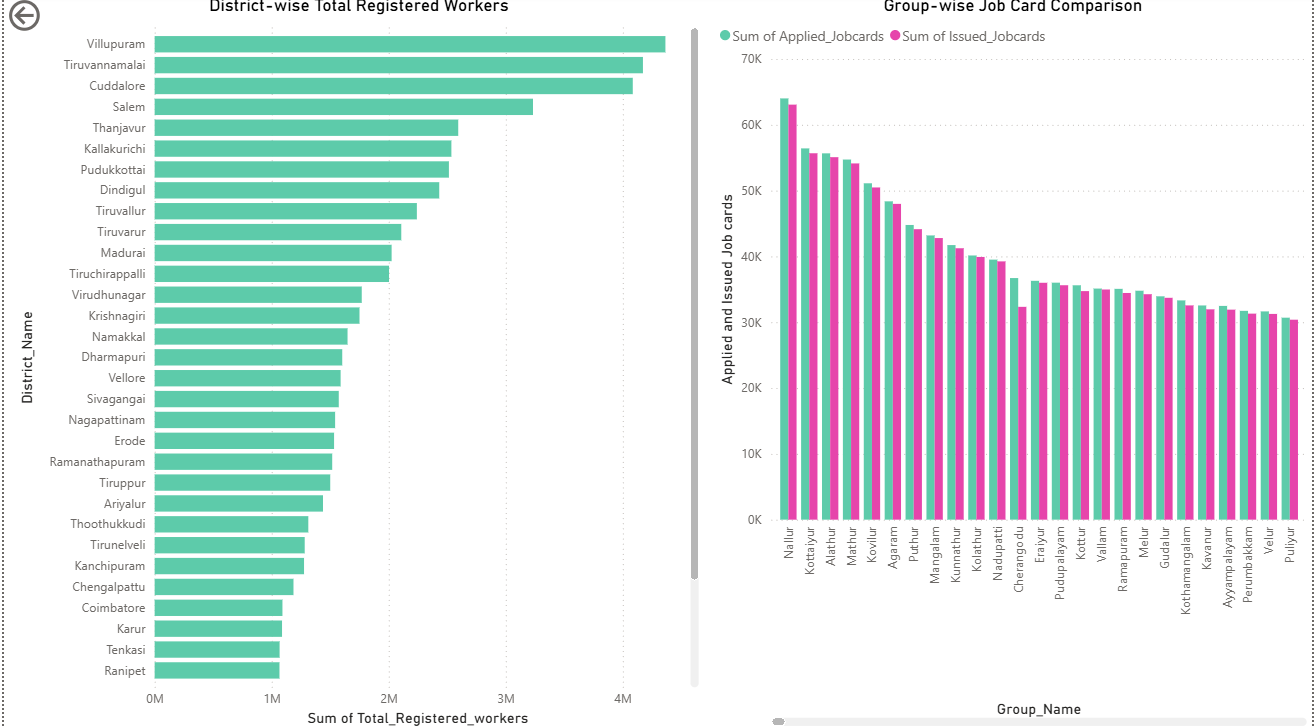 District-wise Total Registered Workers
District_Name
Villupuram
Tiruvannamalai
Cuddalore
Salem
Thanjavur
Kallakurichi
Pudukkottai
Dindigul
Tiruvallur
Tiruvarur
Madurai
Tiruchirappalli
Virudhunagar
Krishnagiri
Namakkal
Dharmapuri
Vellore
Sivagangai
Nagapattinam
Erode
Ramanathapuram
Tiruppur
Ariyalur
Thoothukkudi
Tirunelveli
Kanchipuram
Chengalpattu
Coimbatore
Karur
Tenkasi
Ranipet
0M 1M 2M 3M 4M
Sum of Total_Registered_workers
Group-wise Job Card Comparison
Sum of Applied_Jobcards Sum of Issued_Jobcards
Applied and Issued Job cards
70K
60K
50K
40K
30K
20K
10K
0K
Nallur
Kottaiyur
Alathur
Mathur
Kovilur
Agaram
Puthur
Mangalam
Kunnathur
Kolathur
Nadupatti
Cherangodu
Eraiyur
Pudupalayam
Kottur
Vallam
Ramapuram
Melur
Gudalur
Kothamangalam
Kavanur
Ayyampalayam
Perumbakkam
Velur
Puliyur
Group_Name